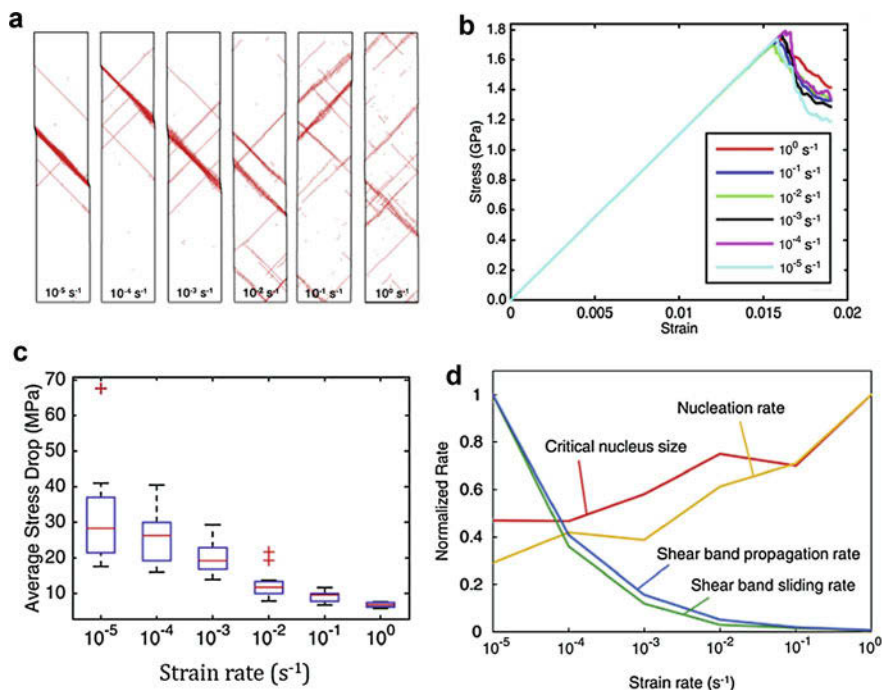 a
10⁻⁵ s⁻¹
10⁻⁴ s⁻¹
10⁻³ s⁻¹
10⁻² s⁻¹
10⁻¹ s⁻¹
10⁰ s⁻¹
b
Stress (GPa)
1.8
1.6
1.4
1.2
1.0
0.8
0.6
0.4
0.2
0.0
0
0.005
0.01
0.015
0.02
Strain
10⁰ s⁻¹
10⁻¹ s⁻¹
10⁻² s⁻¹
10⁻³ s⁻¹
10⁻⁴ s⁻¹
10⁻⁵ s⁻¹
c
Average Stress Drop (MPa)
70
60
50
40
30
20
10
10⁻⁵
10⁻⁴
10⁻³
10⁻²
10⁻¹
10⁰
Strain rate (s⁻¹)
d
Normalized Rate
1
0.8
0.6
0.4
0.2
0
Nucleation rate
Critical nucleus size
Shear band propagation rate
Shear band sliding rate
10⁻⁵
10⁻⁴
10⁻³
10⁻²
10⁻¹
10⁰
Strain rate (s⁻¹)